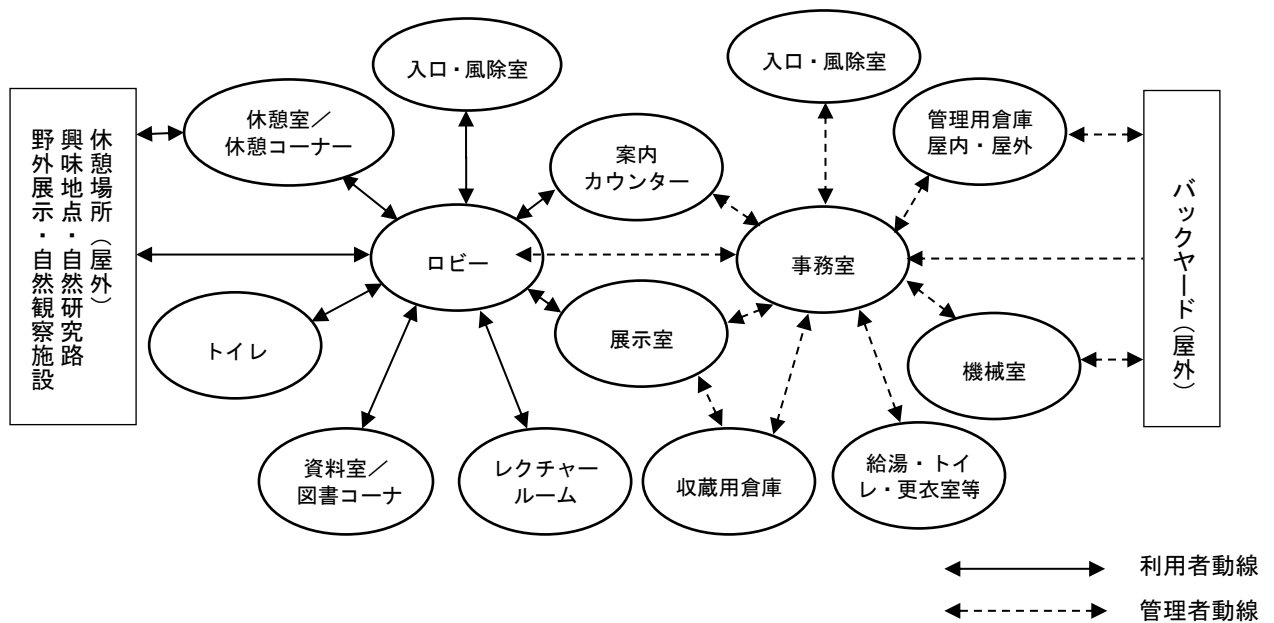 入口・風除室
入口・風除室
休憩室／
休憩コーナー
管理用倉庫
屋内・屋外
案内
カウンター
休憩場所（屋外）
興味地点・自然研究路
野外展示・自然観察施設
バックヤード（屋外）
ロビー
事務室
トイレ
展示室
機械室
資料室／
図書コーナ
レクチャー
ルーム
収蔵用倉庫
給湯・トイ
レ・更衣室等
利用者動線
管理者動線